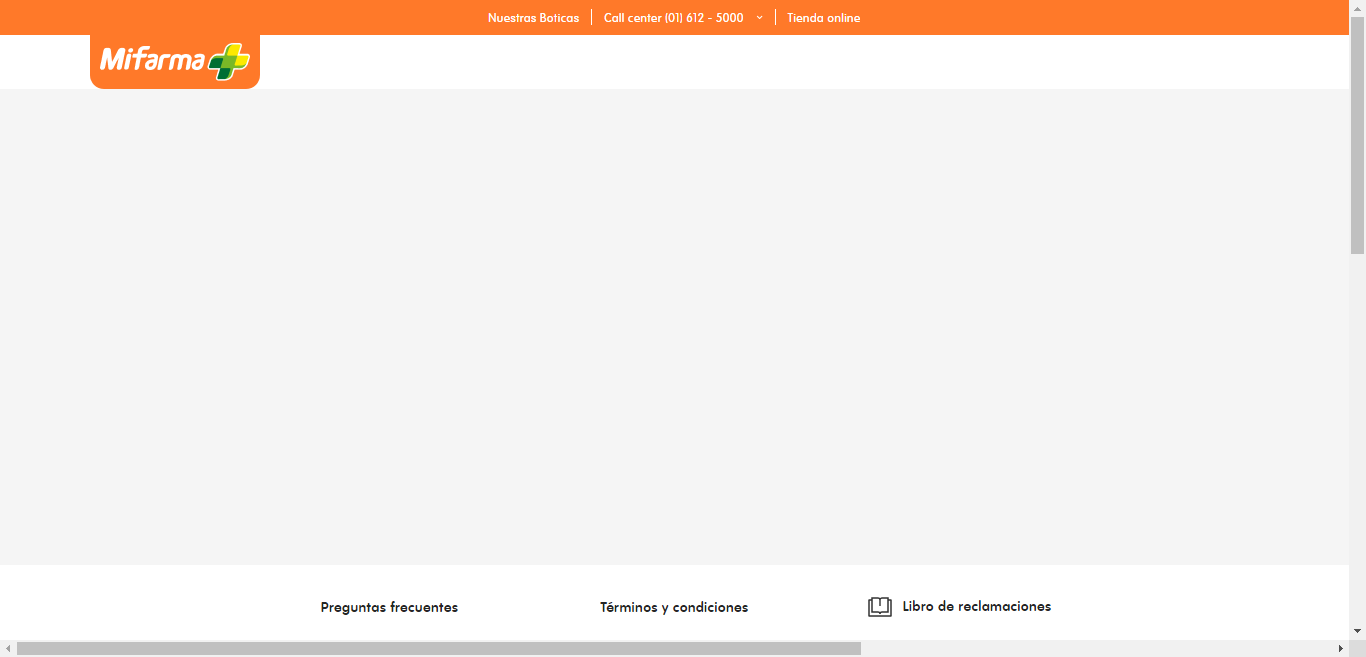 Nuestras Boticas
Call center (01) 612 - 5000
Tienda online
Mifarma
Preguntas frecuentes
Términos y condiciones
Libro de reclamaciones